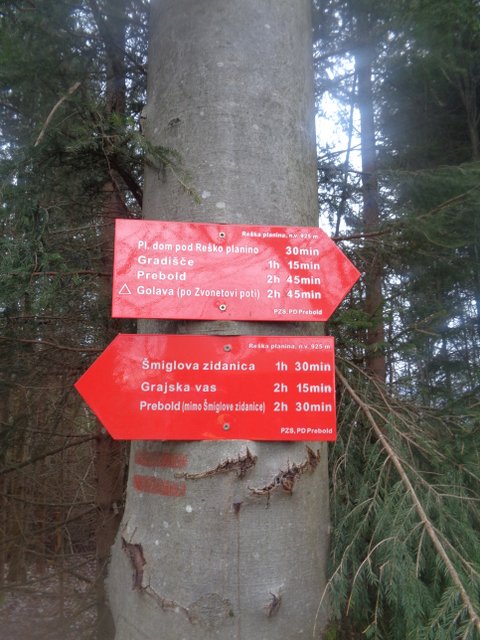 Reška planina, n.v. 925 m
Pl. dom pod Reško planino 30min
Gradišče 1h 15min
Prebold 2h 45min
Golava (po Zvonetovi poti) 2h 45min
PZS, PD Prebold
Reška planina, n.v. 925 m
Šmiglova zidanica 1h 30min
Grajska vas 2h 15min
Prebold (mimo Šmiglove zidanice) 2h 30min
PZS, PD Prebold